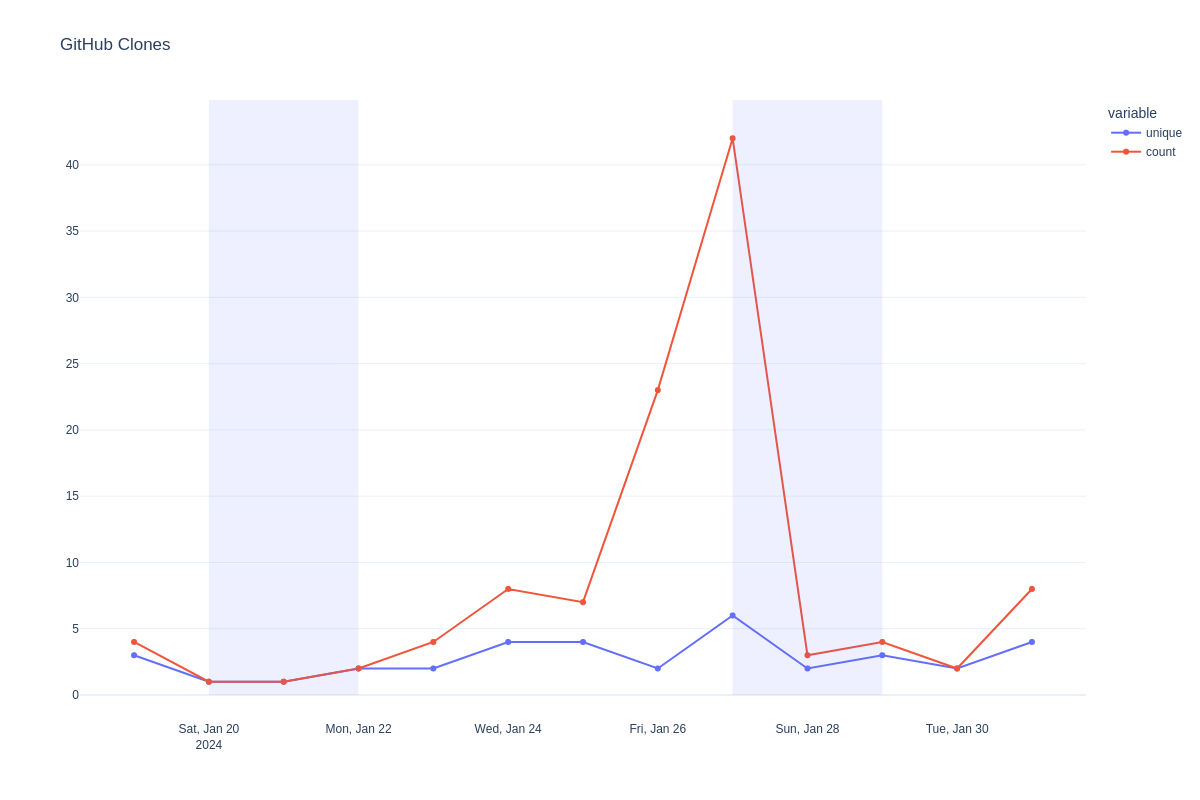 GitHub Clones
variable
unique
count
40
35
30
25
20
15
10
5
0
Sat, Jan 20
2024
Mon, Jan 22
Wed, Jan 24
Fri, Jan 26
Sun, Jan 28
Tue, Jan 30